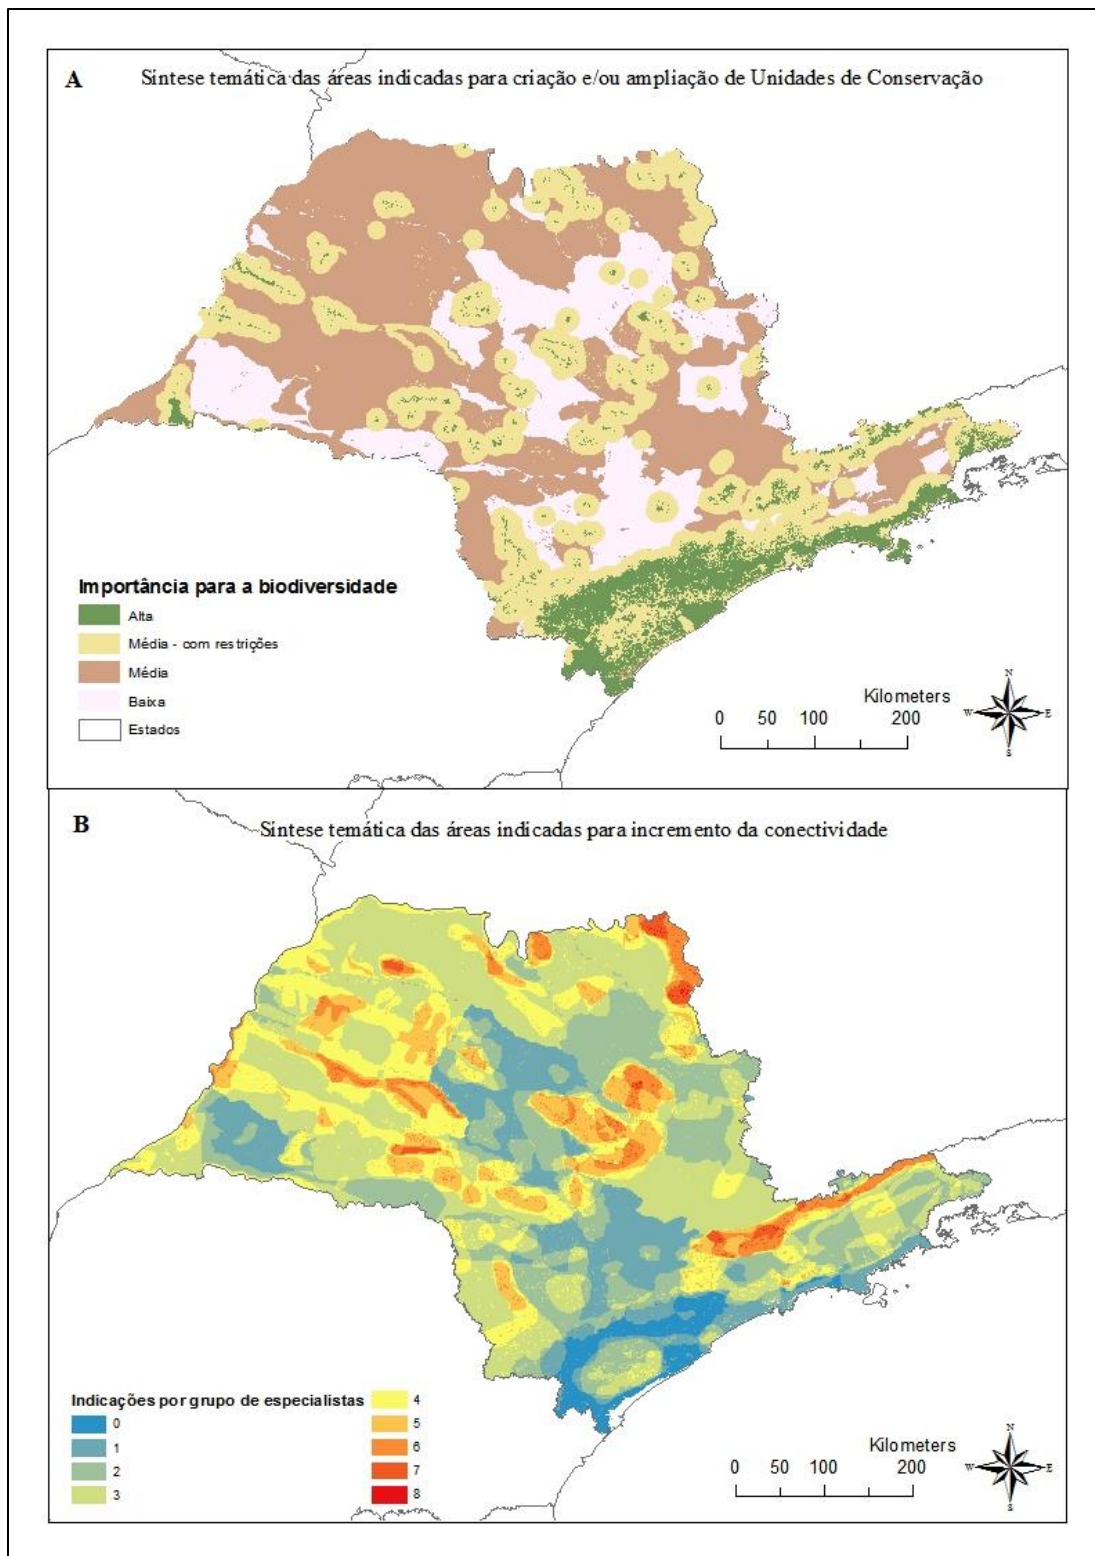 A
Síntese temática das áreas indicadas para criação e/ou ampliação de Unidades de Conservação
Importância para a biodiversidade
Alta
Média - com restrições
Média
Baixa
Estados
Kilometers
0 50 100 200
N
W E
S
B
Síntese temática das áreas indicadas para incremento da conectividade
Indicações por grupo de especialistas
0
1
2
3
4
5
6
7
8
Kilometers
0 50 100 200
N
W E
S